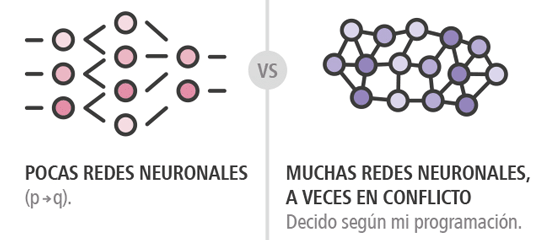 VS
POCAS REDES NEURONALES
(p→q).
MUCHAS REDES NEURONALES,
A VECES EN CONFLICTO
Decido según mi programación.